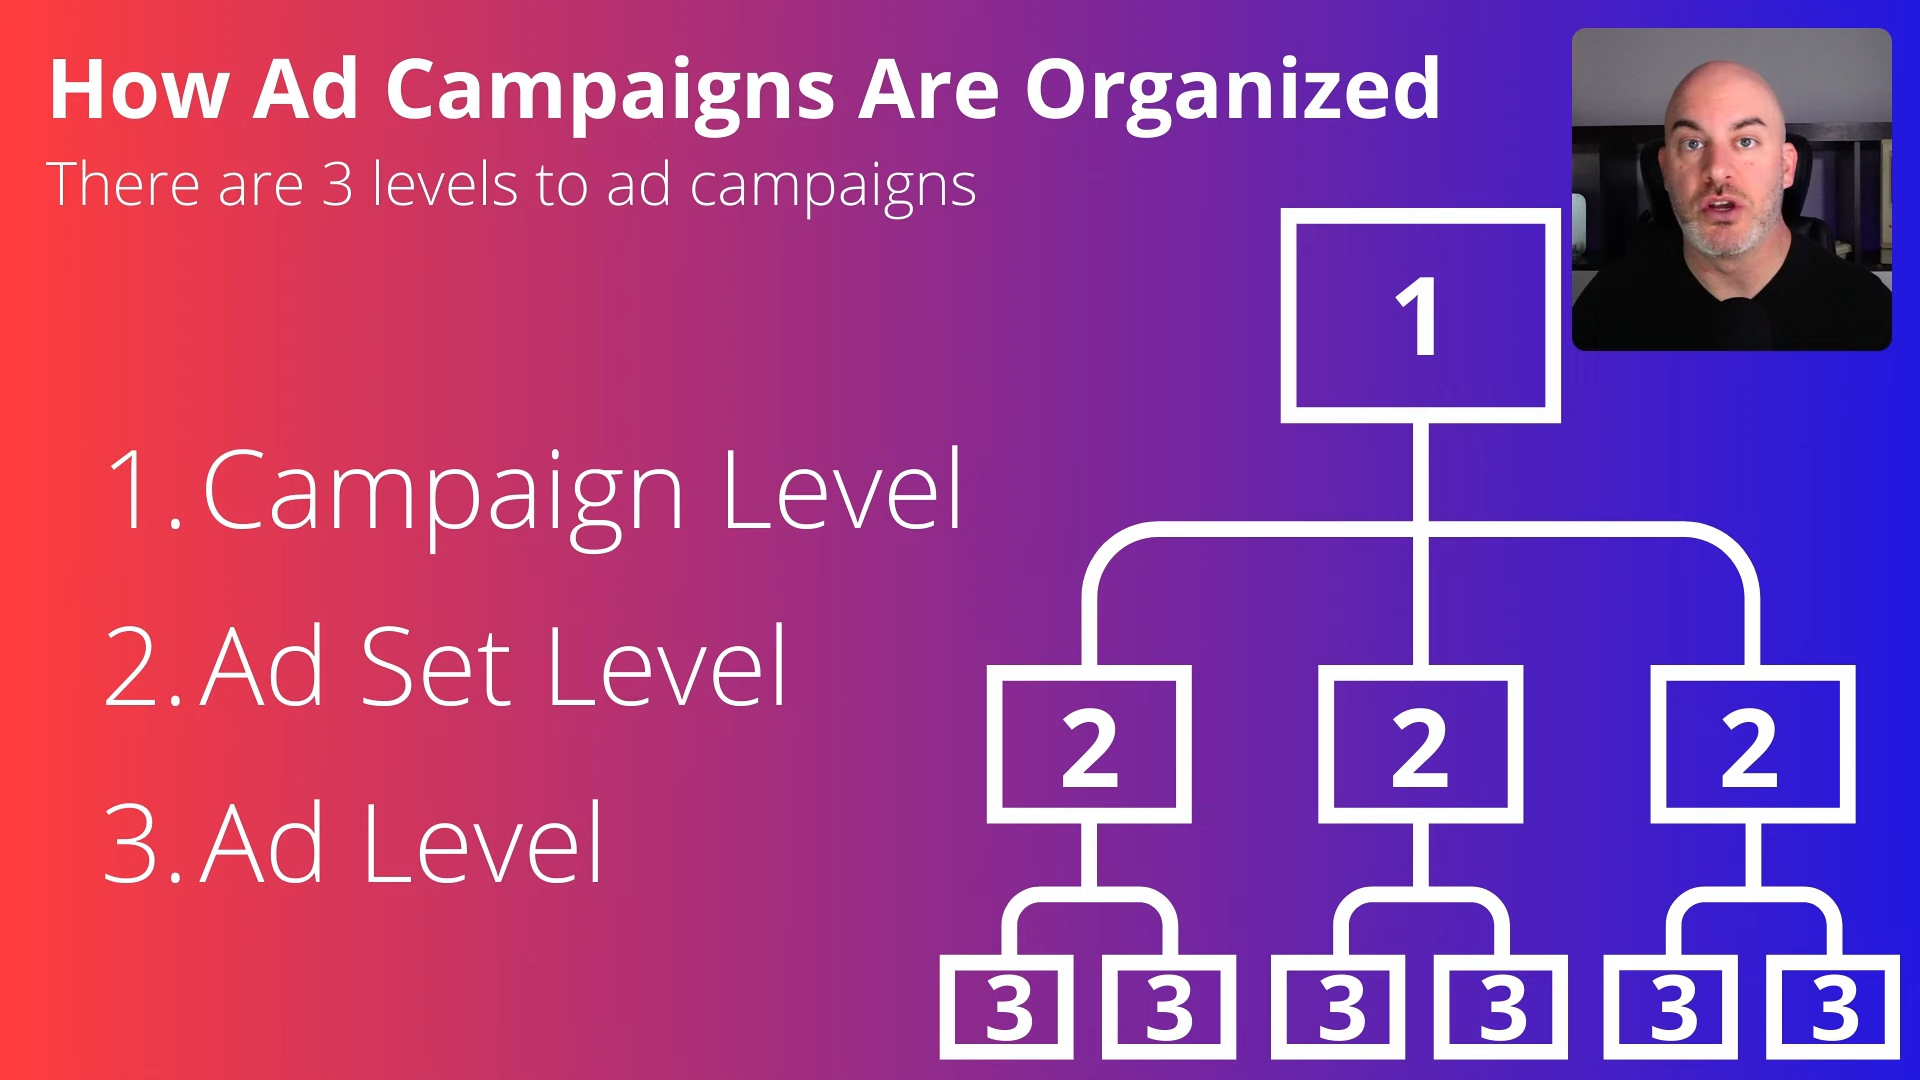 How Ad Campaigns Are Organized
There are 3 levels to ad campaigns
1. Campaign Level
2. Ad Set Level
3. Ad Level
1
2 2 2
3 3 3 3 3 3